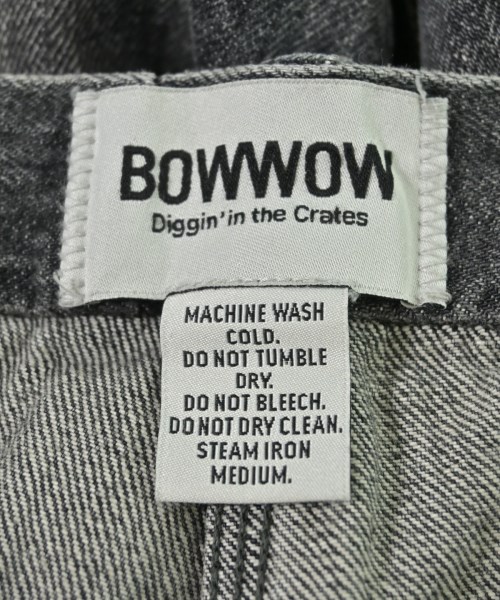 BOWWOW
Diggin' in the Crates
MACHINE WASH
COLD.
DO NOT TUMBLE
DRY.
DO NOT BLEECH.
DO NOT DRY CLEAN.
STEAM IRON
MEDIUM.